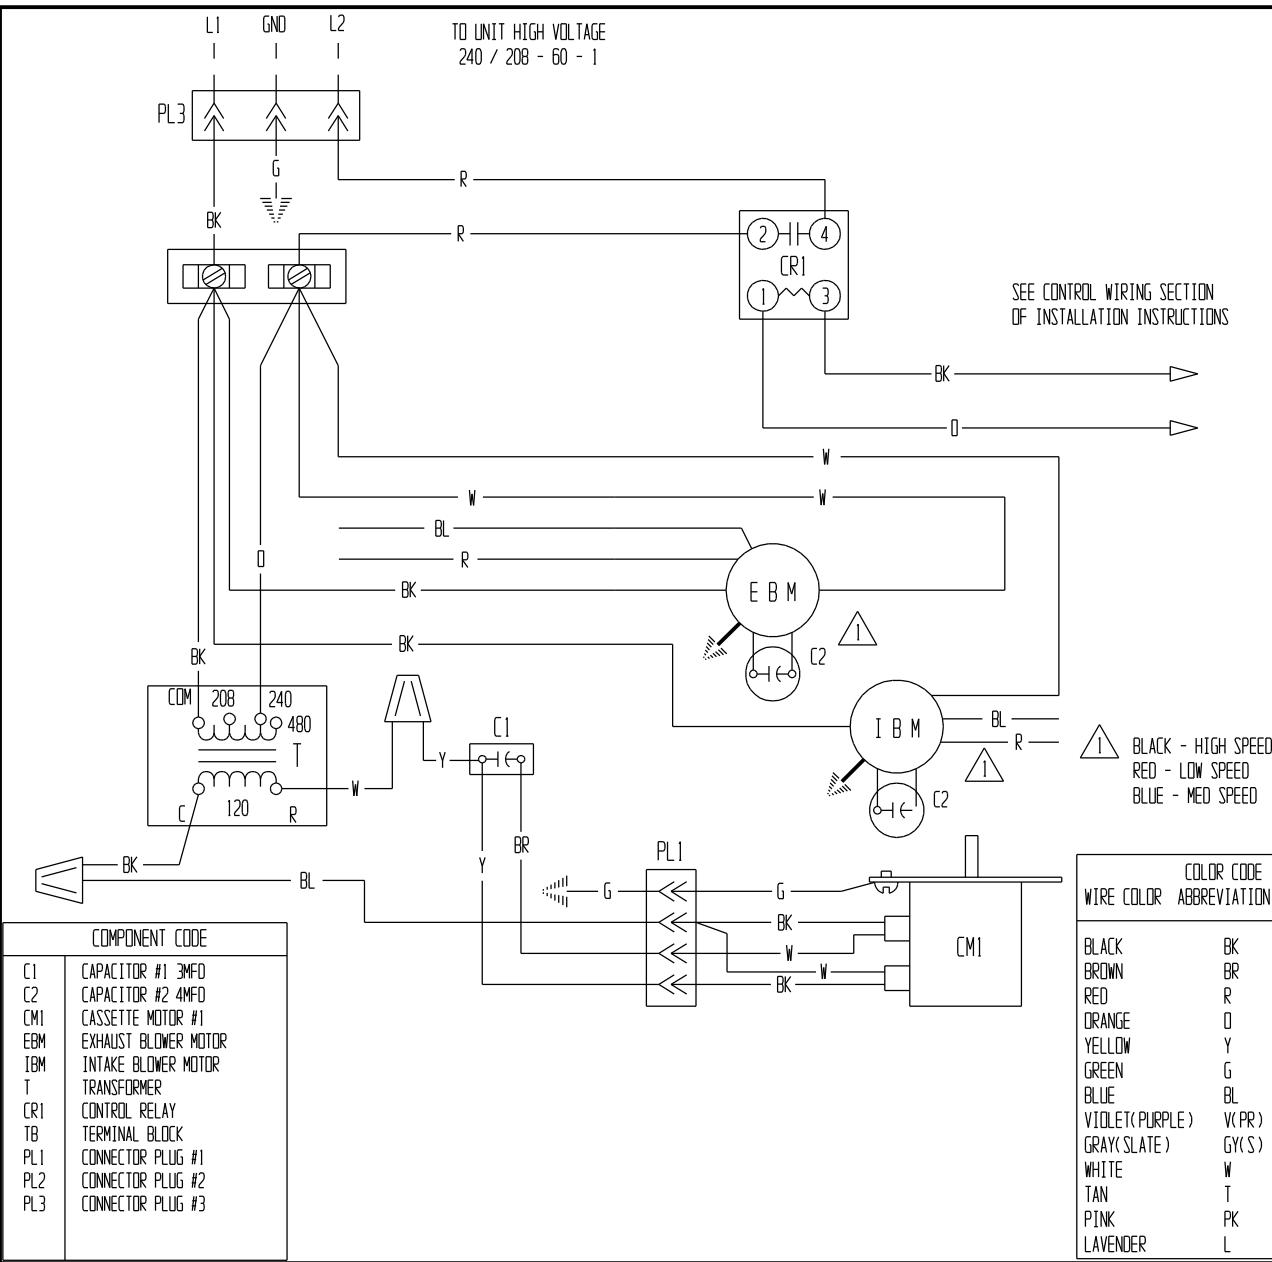 L1 GND L2
TO UNIT HIGH VOLTAGE
240 / 208 - 60 - 1
PL3
G
R
BK
R
2 4
CR1
1 3
SEE CONTROL WIRING SECTION
OF INSTALLATION INSTRUCTIONS
BK
O
W
W W
BL
O R
BK
E B M
1
BK
BK
C2
COM 208 240
480
T
C 120 R
W
Y
C1
I B M
BL
R
1
C2
1 BLACK - HIGH SPEED
RED - LOW SPEED
BLUE - MED SPEED
BK
BL
Y
BR
PL1
G G
BK
W
W
BK
CM1
COMPONENT CODE
C1 CAPACITOR #1 3MFD
C2 CAPACITOR #2 4MFD
CM1 CASSETTE MOTOR #1
EBM EXHAUST BLOWER MOTOR
IBM INTAKE BLOWER MOTOR
T TRANSFORMER
CR1 CONTROL RELAY
TB TERMINAL BLOCK
PL1 CONNECTOR PLUG #1
PL2 CONNECTOR PLUG #2
PL3 CONNECTOR PLUG #3
COLOR CODE
WIRE COLOR ABBREVIATION
BLACK BK
BROWN BR
RED R
ORANGE O
YELLOW Y
GREEN G
BLUE BL
VIOLET(PURPLE) V(PR)
GRAY(SLATE) GY(S)
WHITE W
TAN T
PINK PK
LAVENDER L